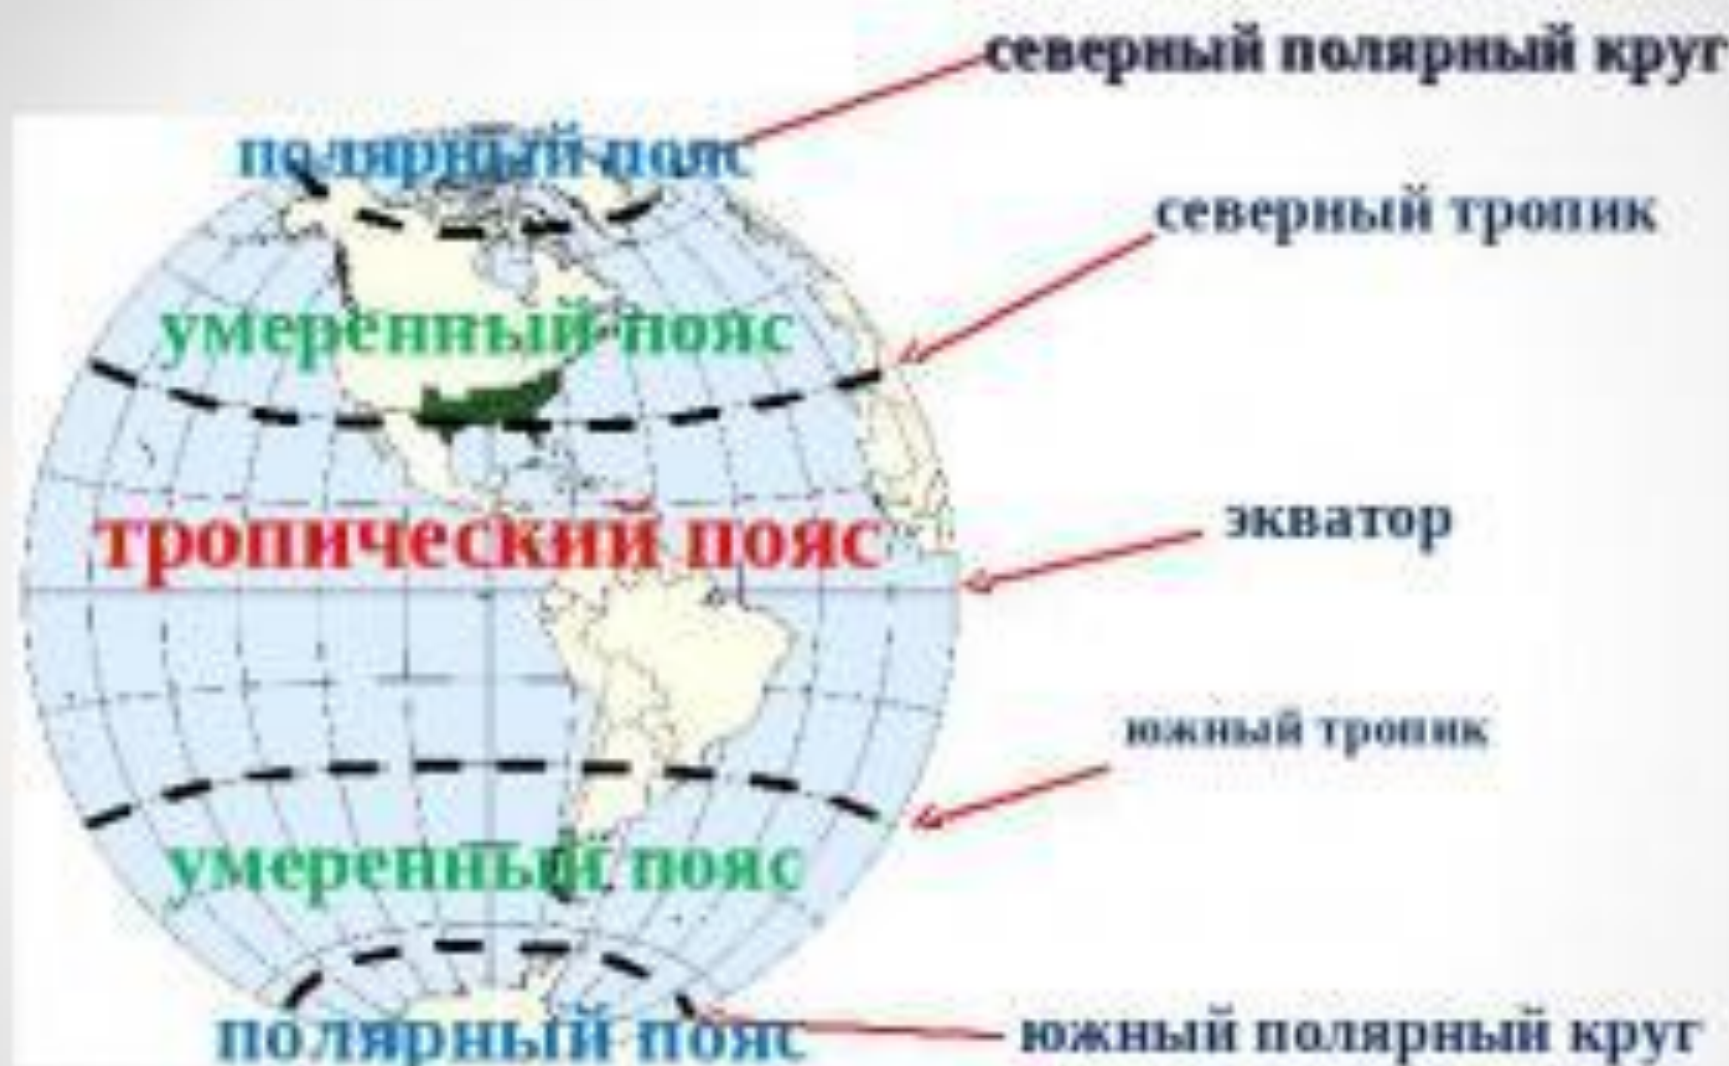 северный полярный круг
полярный пояс
северный тропик
умеренный пояс
экватор
тропический пояс
южный тропик
умеренный пояс
полярный пояс
южный полярный круг